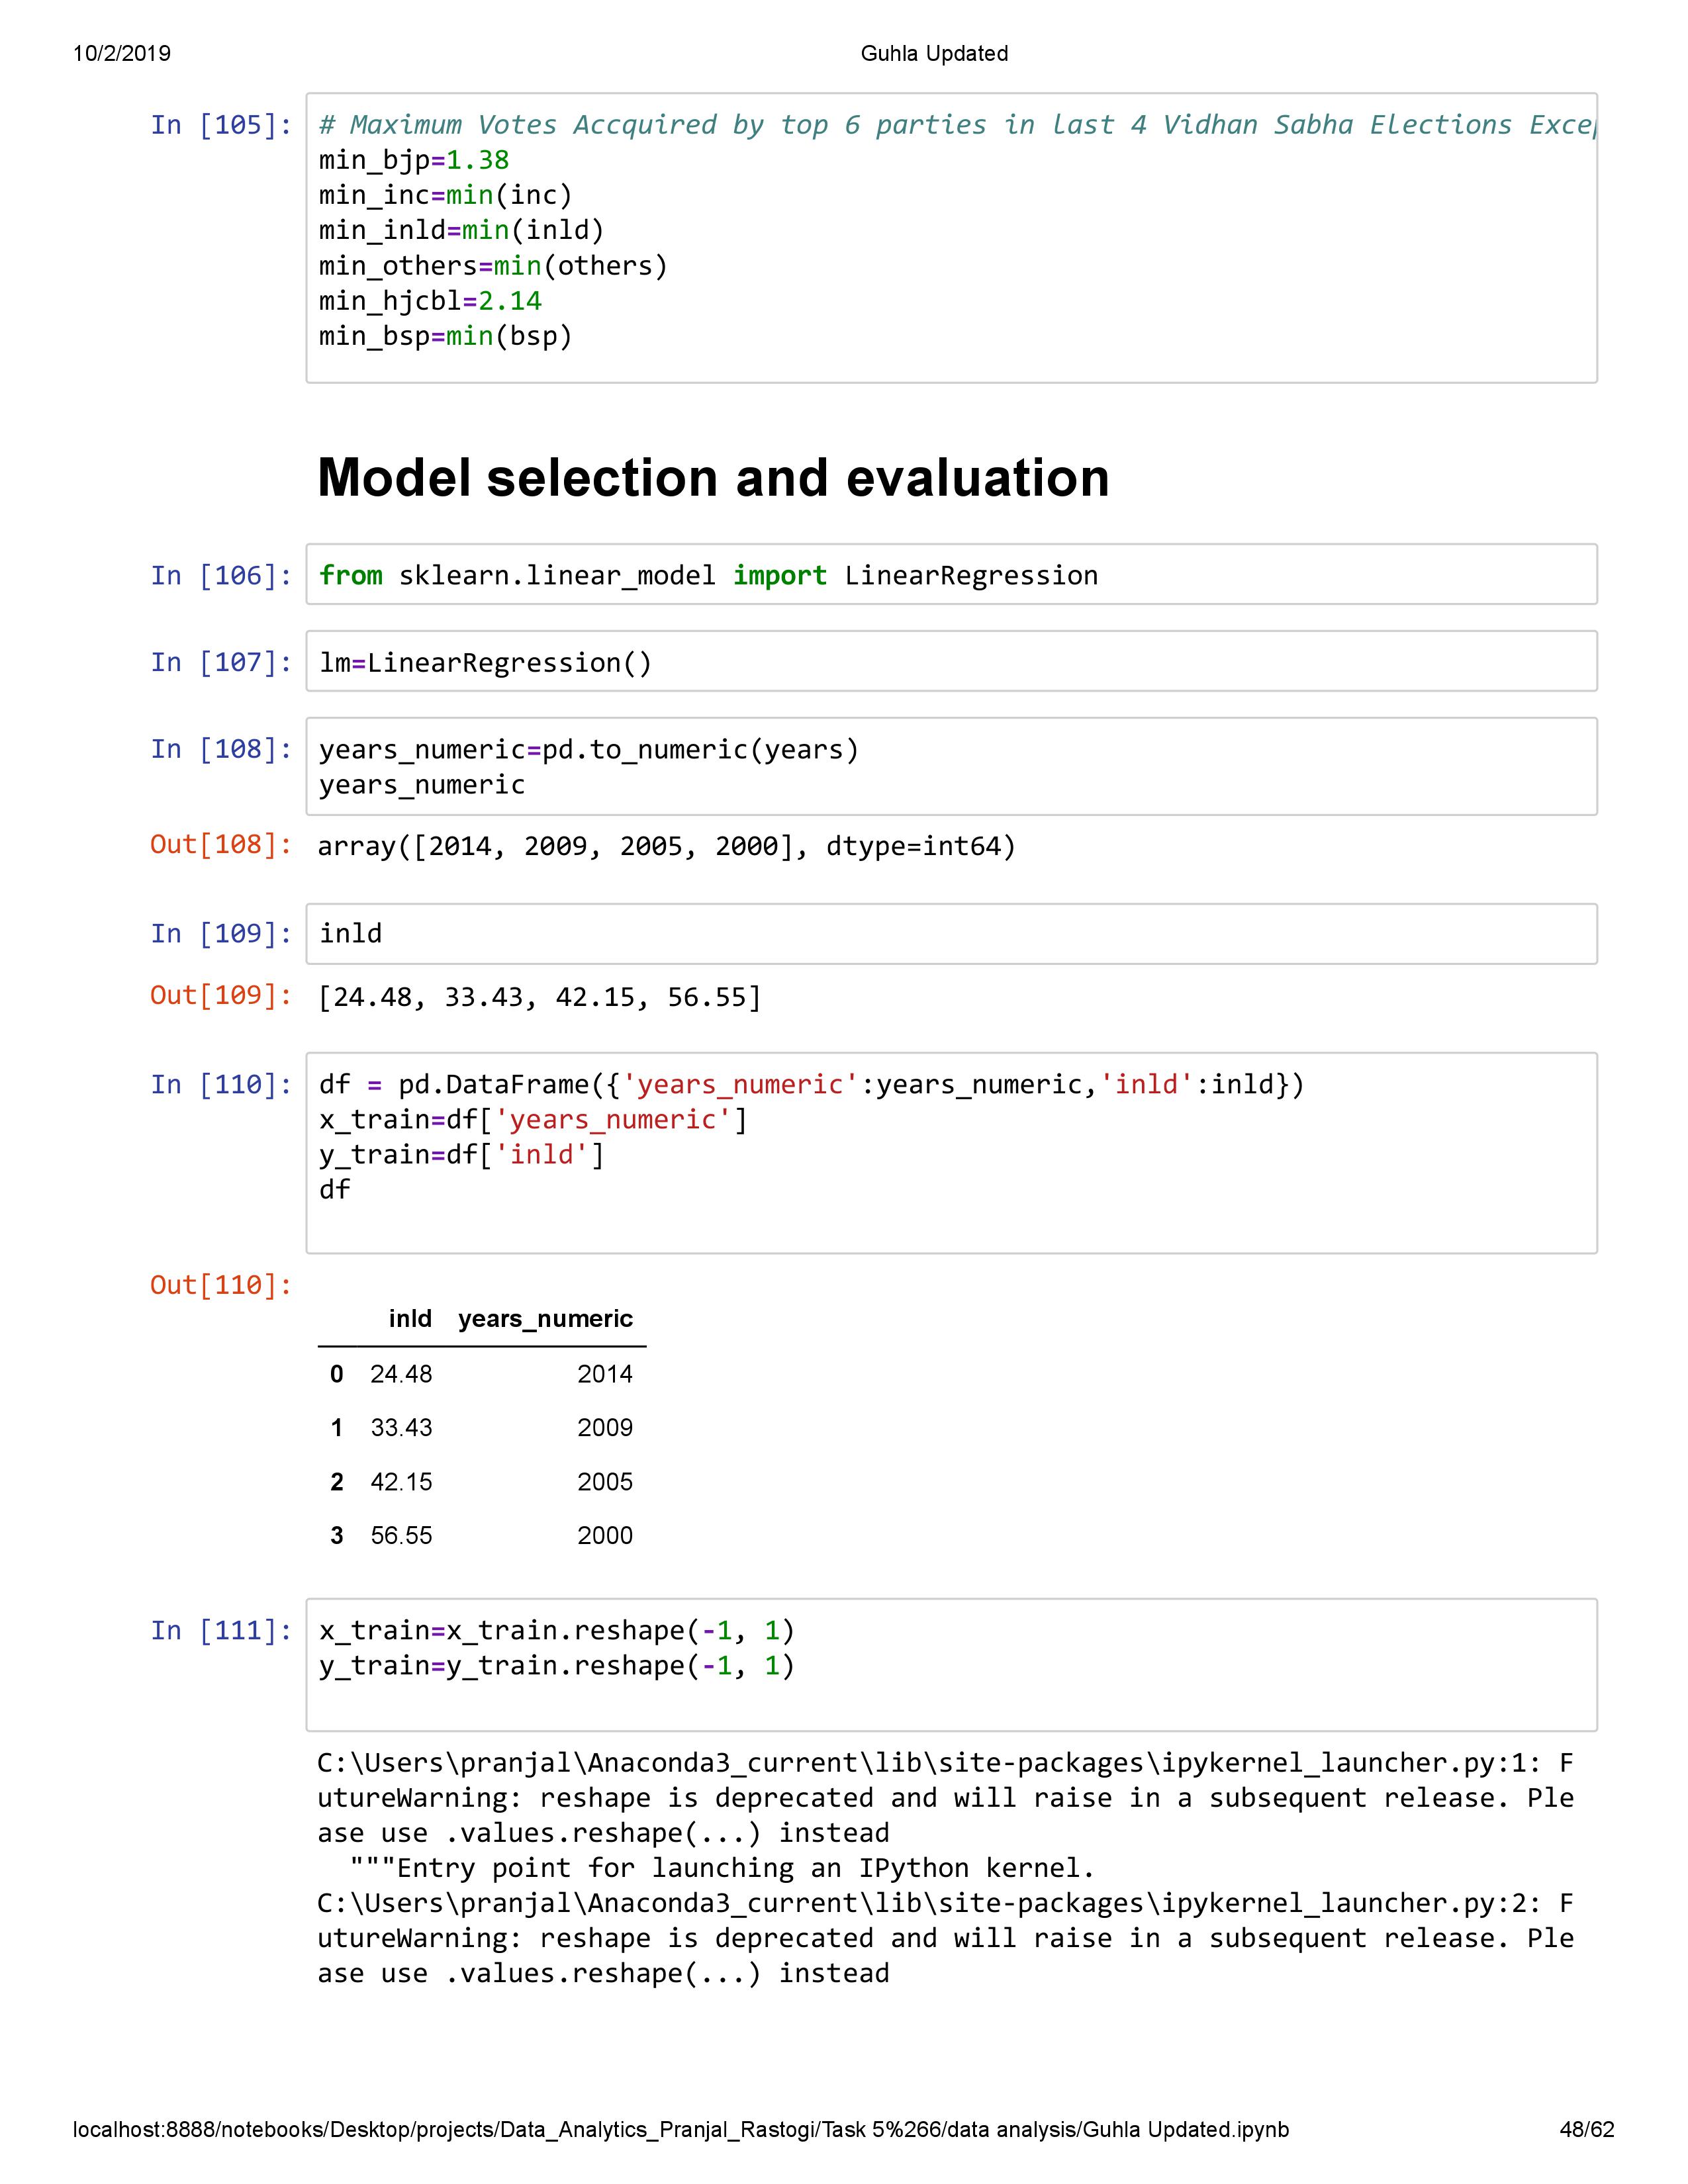 10/2/2019 Guhla Updated
In [105]: # Maximum Votes Accquired by top 6 parties in last 4 Vidhan Sabha Elections
min_bjp=1.38
min_inc=min(inc)
min_inld=min(inld)
min_others=min(others)
min_hjcbl=2.14
min_bsp=min(bsp)
Model selection and evaluation
In [106]: from sklearn.linear_model import LinearRegression
In [107]: lm=LinearRegression()
In [108]: years_numeric=pd.to_numeric(years)
years_numeric
Out[108]: array([2014, 2009, 2005, 2000], dtype=int64)
In [109]: inld
Out[109]: [24.48, 33.43, 42.15, 56.55]
In [110]: df = pd.DataFrame({'years_numeric':years_numeric,'inld':inld})
x_train=df['years_numeric']
y_train=df['inld']
df
Out[110]:
inld years_numeric
0 24.48 2014
1 33.43 2009
2 42.15 2005
3 56.55 2000
In [111]: x_train=x_train.reshape(-1, 1)
y_train=y_train.reshape(-1, 1)
C:\Users\pranjal\Anaconda3_current\lib\site-packages\ipykernel_launcher.py:1: F
utureWarning: reshape is deprecated and will raise in a subsequent release. Ple
ase use .values.reshape(...) instead
"""Entry point for launching an IPython kernel.
C:\Users\pranjal\Anaconda3_current\lib\site-packages\ipykernel_launcher.py:2: F
utureWarning: reshape is deprecated and will raise in a subsequent release. Ple
ase use .values.reshape(...) instead
localhost:8888/notebooks/Desktop/projects/Data_Analytics_Pranjal_Rastogi/Task 5%266/data analysis/Guhla Updated.ipynb 48/62